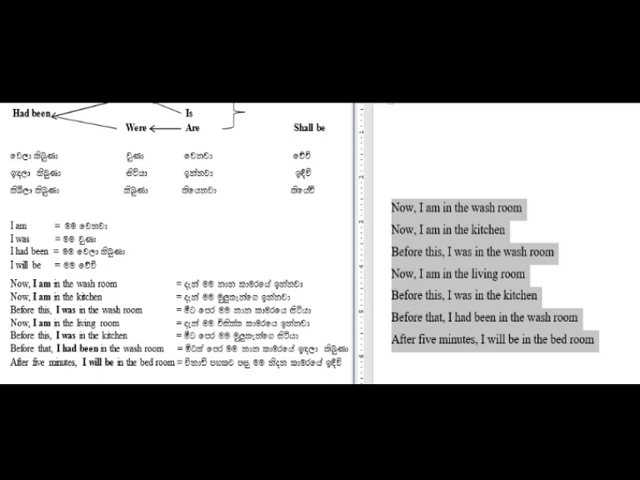 Had been Is
Were Are Shall be
වෙලා තිබුණා වුණා වෙනවා වේවි
ඉඳලා තිබුණා සිටියා ඉන්නවා ඉඳීවි
තිබිලා තිබුණා තිබුණා තියෙනවා තියේවි
I am = මම වෙනවා
I was = මම වුණා
I had been = මම වෙලා තිබුණා
I will be = මම වේවි
Now, I am in the wash room = දැන් මම නාන කාමරයේ ඉන්නවා
Now, I am in the kitchen = දැන් මම මුලුතැන්ගෙ ඉන්නවා
Before this, I was in the wash room = මීට පෙර මම නාන කාමරයේ සිටියා
Now, I am in the living room = දැන් මම විසිත්ත කාමරයෙ ඉන්නවා
Before this, I was in the kitchen = මීට පෙර මම මුලුතැන්ගෙ සිටියා
Before that, I had been in the wash room = මීටත් පෙර මම නාන කාමරයේ ඉඳලා තිබුණා
After five minutes, I will be in the bed room = විනාඩි පහකට පසු මම නිදන කාමරයේ ඉඳීවි
Now, I am in the wash room
Now, I am in the kitchen
Before this, I was in the wash room
Now, I am in the living room
Before this, I was in the kitchen
Before that, I had been in the wash room
After five minutes, I will be in the bed room